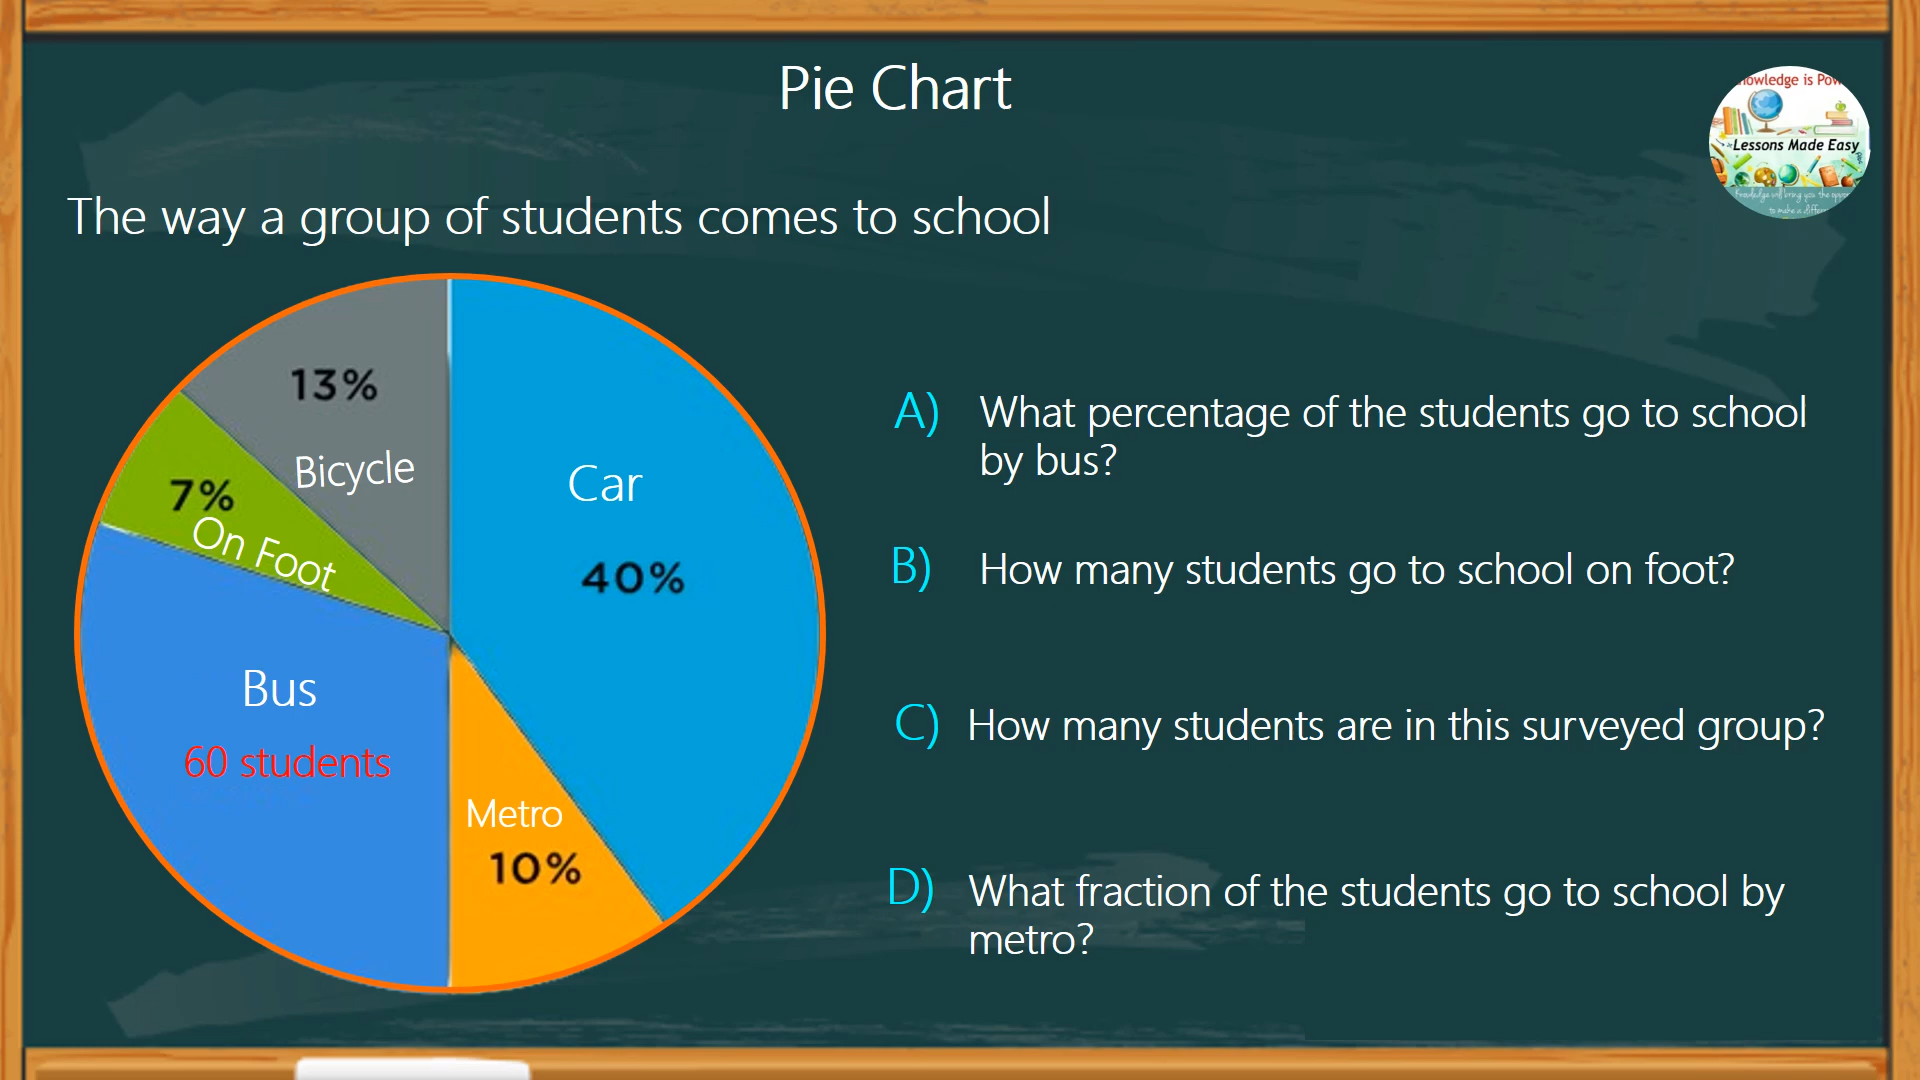 Pie Chart
owledge is Pow
Lessons Made Easy
The way a group of students comes to school
13%
Bicycle
7%
On Foot
Car
40%
Bus
60 students
Metro
10%
A) What percentage of the students go to school
by bus?
B) How many students go to school on foot?
C) How many students are in this surveyed group?
D) What fraction of the students go to school by
metro?